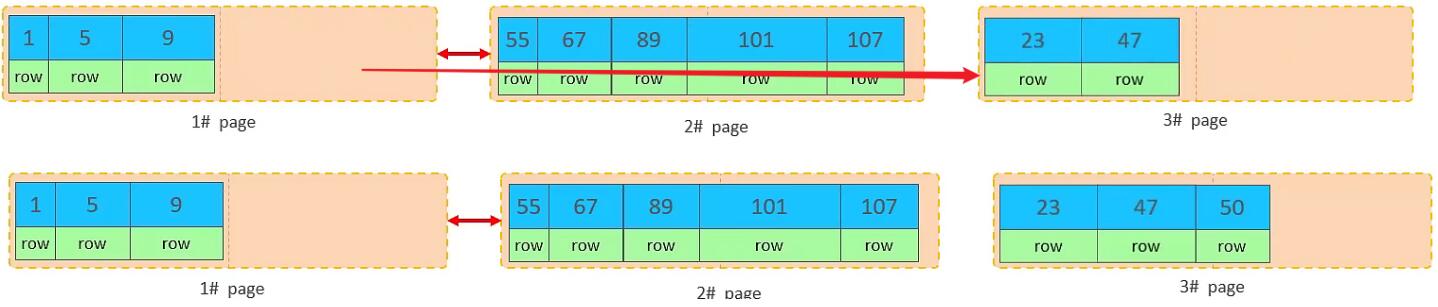 1 5 9
row row row
1# page
55 67 89 101 107
row row row row row
2# page
23 47
row row
3# page
1 5 9
row row row
1# page
55 67 89 101 107
row row row row row
2# page
23 47 50
row row row
3# page